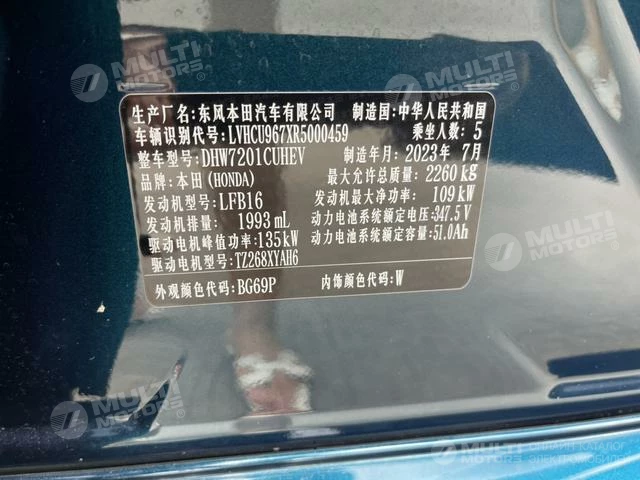 生产厂名:东风本田汽车有限公司 制造国:中华人民共和国
车辆识别代号:LVHCU967XR5000459 乘坐人数:5
整车型号:DHW7201CUHEV 制造年月:2023年7月
品牌:本田(HONDA) 最大允许总质量:2260kg
发动机型号:LFB16 发动机最大净功率:109kW
发动机排量:1993mL 动力电池系统额定电压:347.5V
驱动电机峰值功率:135kW 动力电池系统额定容量:51.0Ah
驱动电机型号:TZ268XYAH6
外观颜色代码:BG69P 内饰颜色代码:W
MULTI MOTORS
MULTI MOTORS
MULTI MOTORS
MULTI MOTORS
MULTI